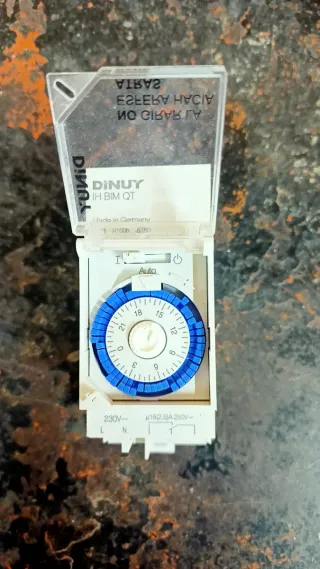 NO GIRAR LA
ESFERA HACIA
ATRAS
DINUY
DINUY
IH BIM QT
Made in Germany
I
Auto
15
12
9
6
3
0
21
18
230V~
L N